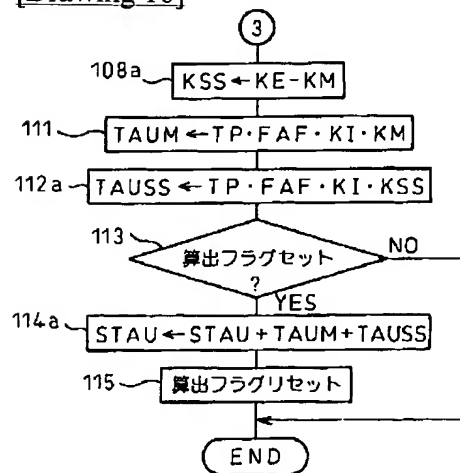 3
108a
KSS←KE-KM
111
TAUM←TP·FAF·KI·KM
112a
TAUSS←TP·FAF·KI·KSS
113
算出フラグセット
?
NO
YES
114a
STAU←STAU+TAUM+TAUSS
115
算出フラグリセット
END